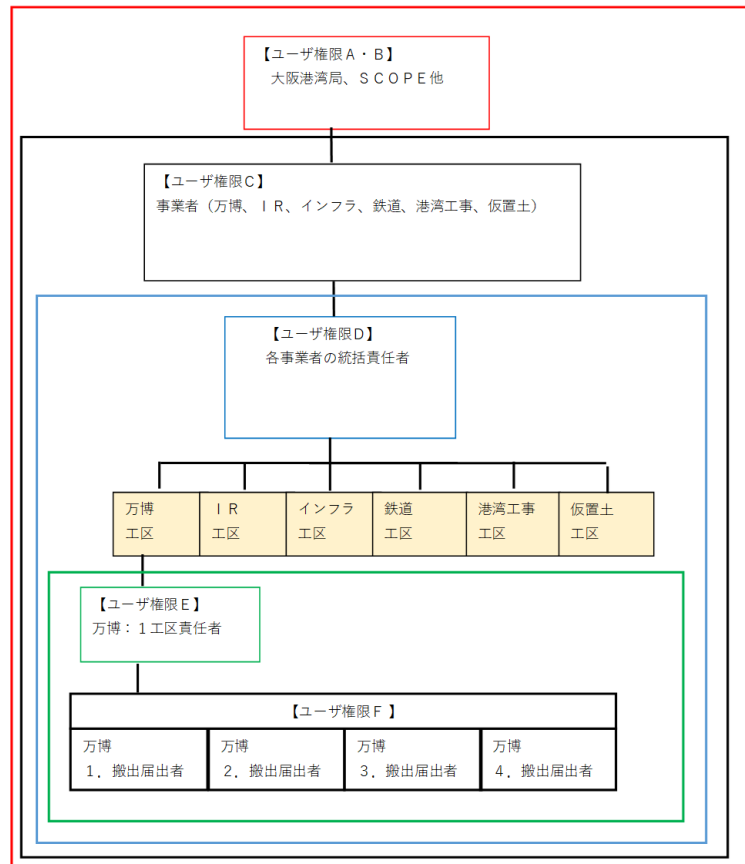 【ユーザ権限Ａ・Ｂ】
大阪港湾局、ＳＣＯＰＥ他
【ユーザ権限Ｃ】
事業者（万博、ＩＲ、インフラ、鉄道、港湾工事、仮置土）
【ユーザ権限Ｄ】
各事業者の統括責任者
万博
工区
ＩＲ
工区
インフラ
工区
鉄道
工区
港湾工事
工区
仮置土
工区
【ユーザ権限Ｅ】
万博：１工区責任者
【ユーザ権限Ｆ 】
万博
１．搬出届出者
万博
２．搬出届出者
万博
３．搬出届出者
万博
４．搬出届出者